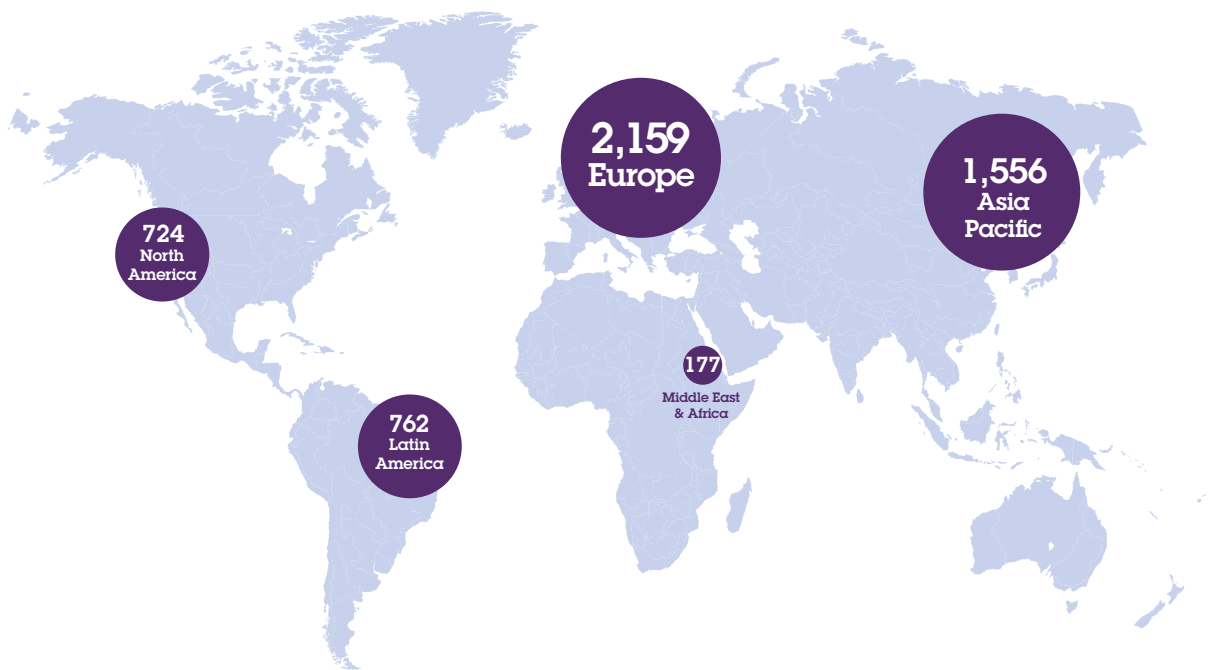 2,159
Europe
1,556
Asia
Pacific
724
North
America
177
Middle East
& Africa
762
Latin
America